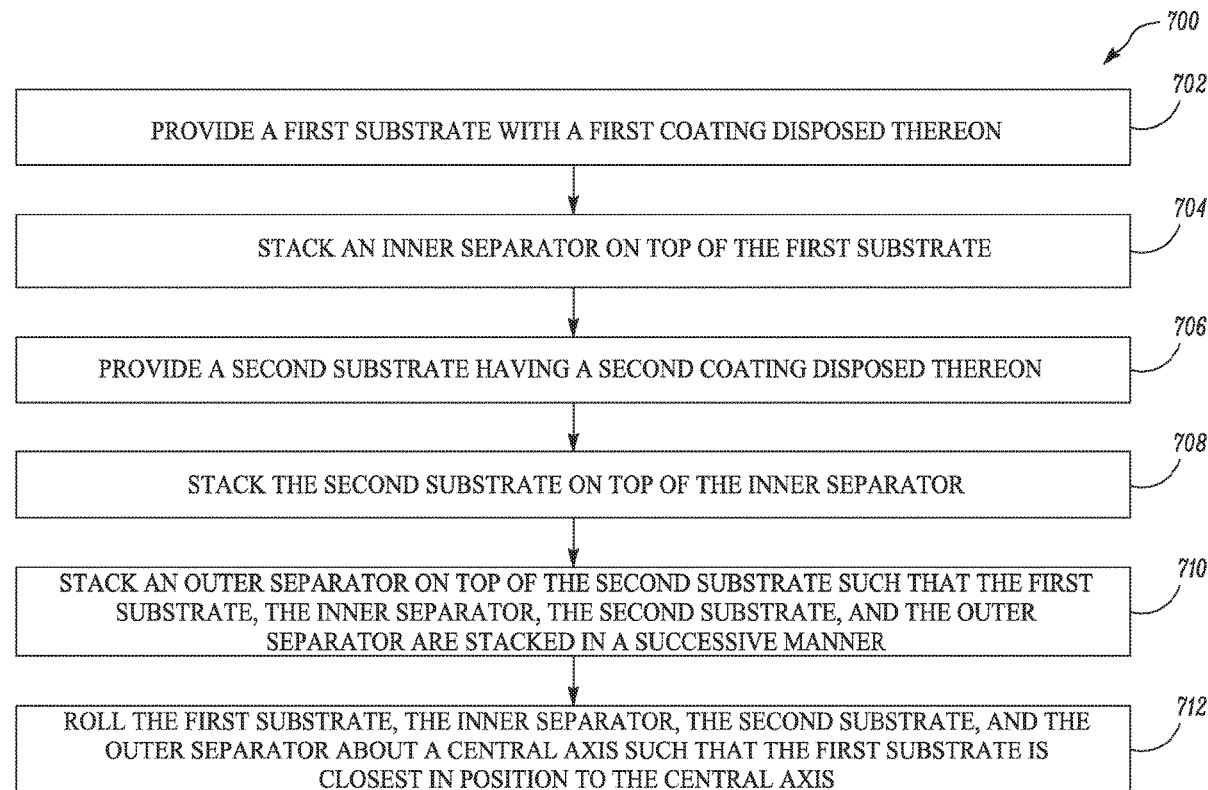 700
702
PROVIDE A FIRST SUBSTRATE WITH A FIRST COATING DISPOSED THEREON
704
STACK AN INNER SEPARATOR ON TOP OF THE FIRST SUBSTRATE
706
PROVIDE A SECOND SUBSTRATE HAVING A SECOND COATING DISPOSED THEREON
708
STACK THE SECOND SUBSTRATE ON TOP OF THE INNER SEPARATOR
710
STACK AN OUTER SEPARATOR ON TOP OF THE SECOND SUBSTRATE SUCH THAT THE FIRST
SUBSTRATE, THE INNER SEPARATOR, THE SECOND SUBSTRATE, AND THE OUTER
SEPARATOR ARE STACKED IN A SUCCESSIVE MANNER
712
ROLL THE FIRST SUBSTRATE, THE INNER SEPARATOR, THE SECOND SUBSTRATE, AND THE
OUTER SEPARATOR ABOUT A CENTRAL AXIS SUCH THAT THE FIRST SUBSTRATE IS
CLOSEST IN POSITION TO THE CENTRAL AXIS